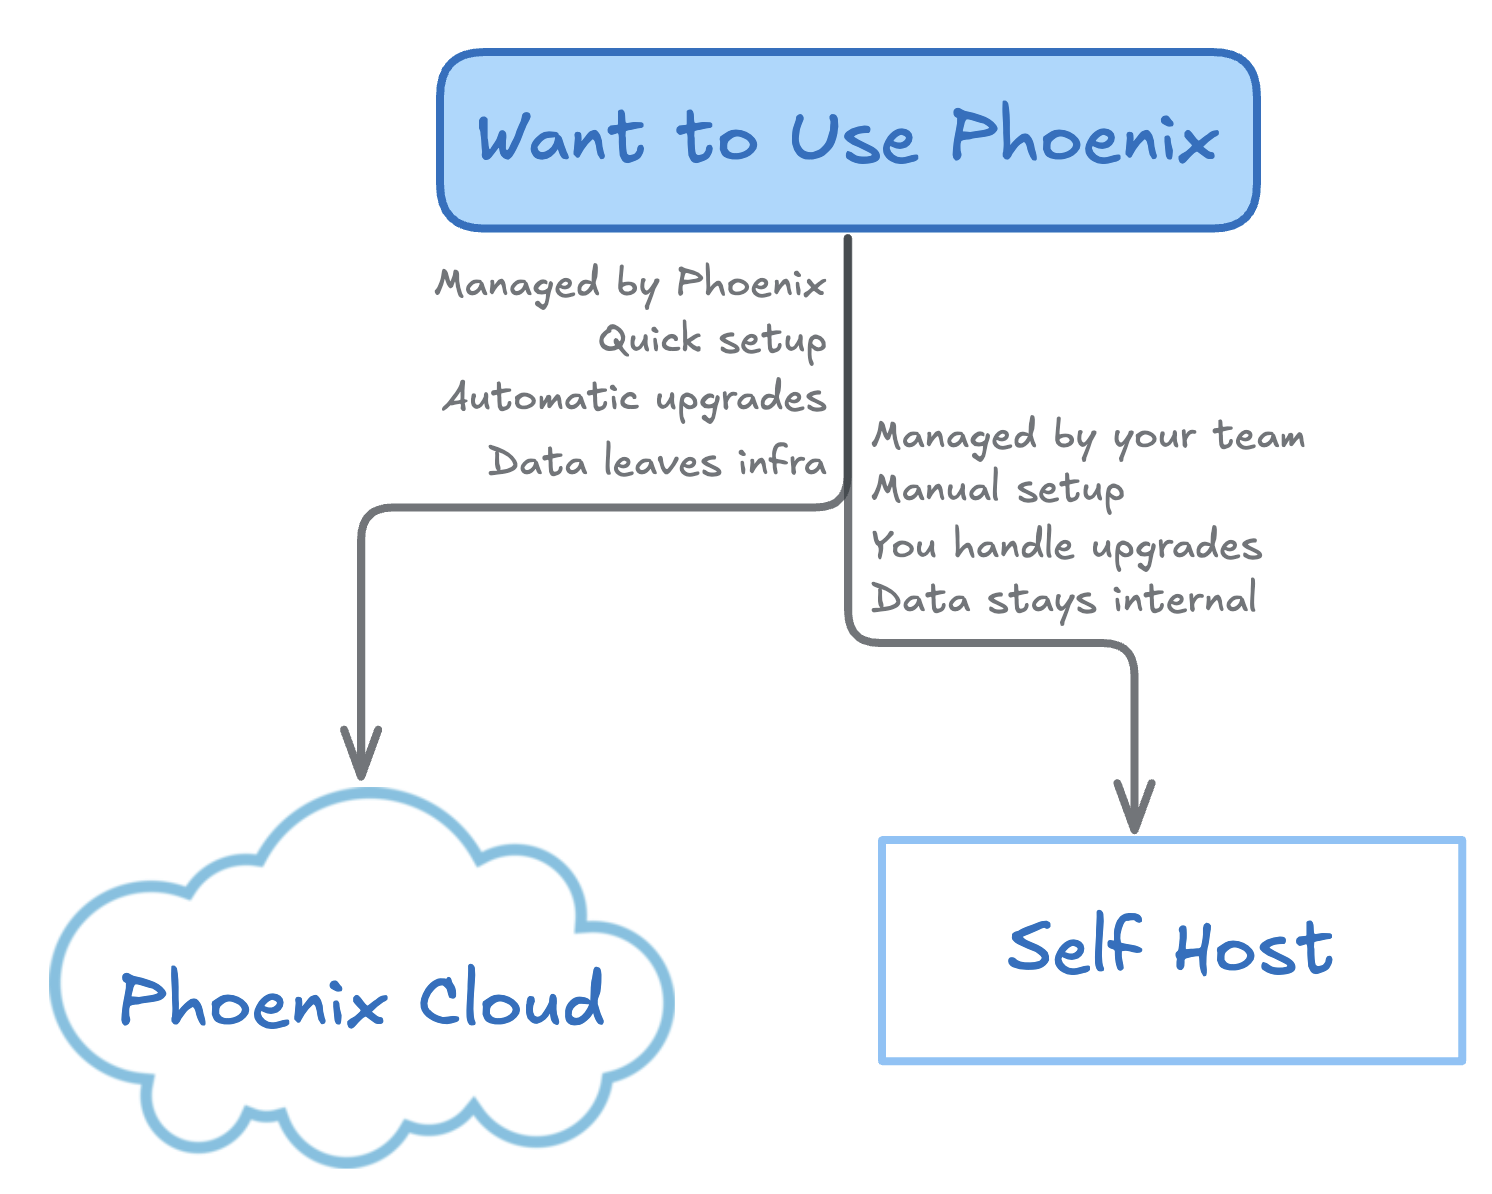 Want to Use Phoenix
Managed by Phoenix
Quick setup
Automatic upgrades
Data leaves infra
Managed by your team
Manual setup
You handle upgrades
Data stays internal
Phoenix Cloud
Self Host